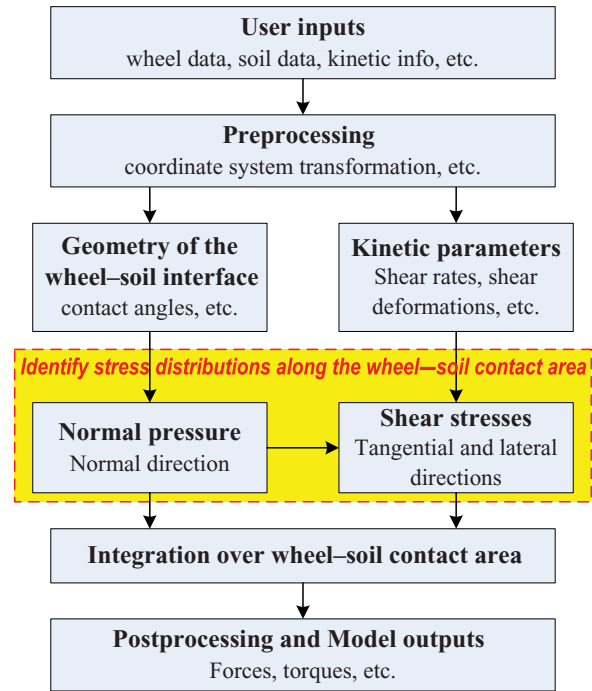 User inputs
wheel data, soil data, kinetic info, etc.
Preprocessing
coordinate system transformation, etc.
Geometry of the
wheel–soil interface
contact angles, etc.
Kinetic parameters
Shear rates, shear
deformations, etc.
Identify stress distributions along the wheel—soil contact area
Normal pressure
Normal direction
Shear stresses
Tangential and lateral
directions
Integration over wheel–soil contact area
Postprocessing and Model outputs
Forces, torques, etc.